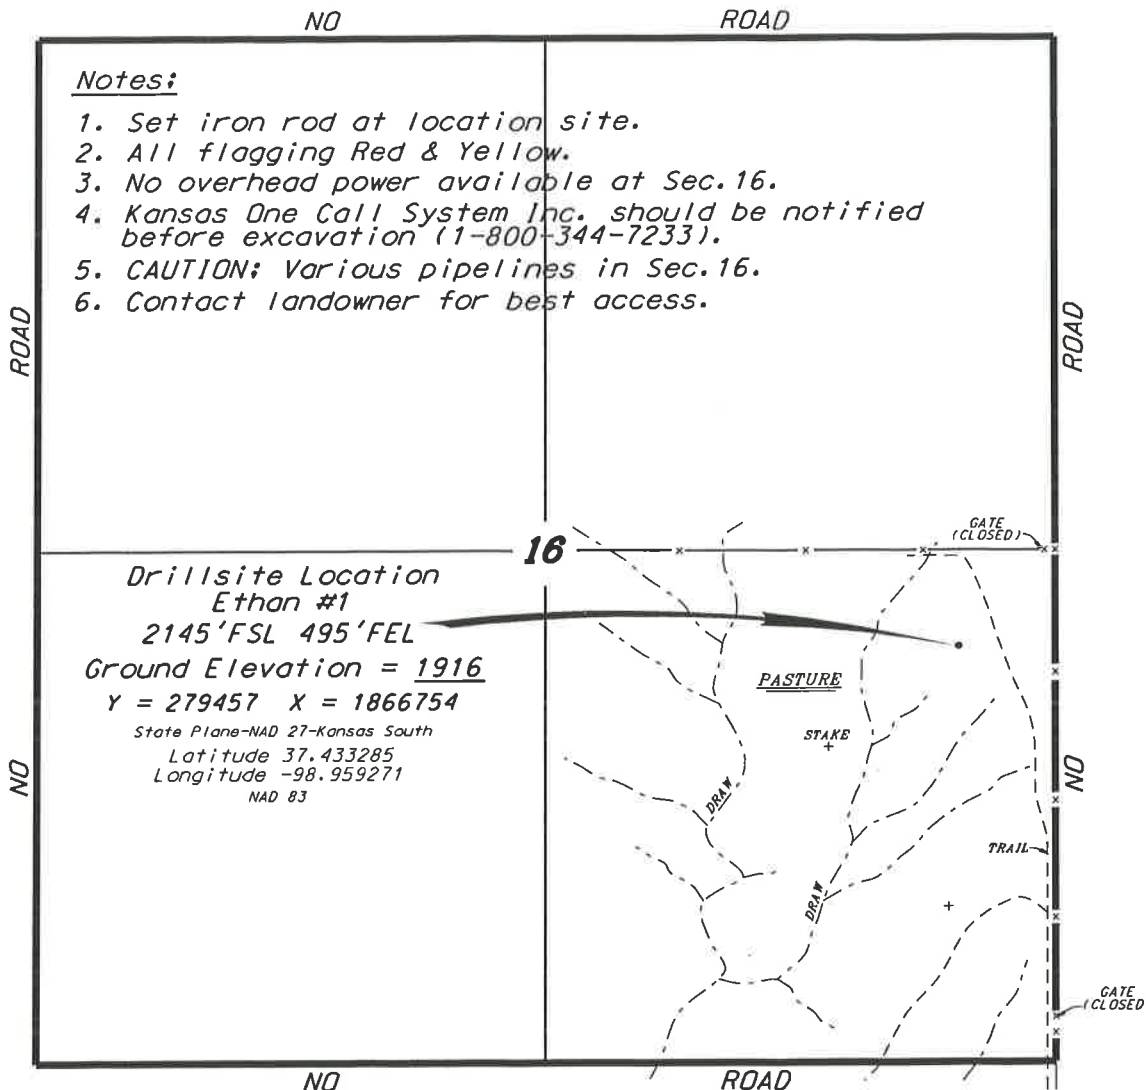 NO ROAD
Notes:
1. Set iron rod at location site.
2. All flagging Red & Yellow.
3. No overhead power available at Sec.16.
4. Kansas One Call System Inc. should be notified
before excavation (1-800-344-7233).
5. CAUTION: Various pipelines in Sec.16.
6. Contact landowner for best access.
ROAD
ROAD
GATE
(CLOSED)
16
Drillsite Location
Ethan #1
2145'FSL 495'FEL
Ground Elevation = 1916
Y = 279457 X = 1866754
State Plane-NAD 27-Kansas South
Latitude 37.433285
Longitude -98.959271
NAD 83
PASTURE
STAKE
NO
NO
DRAW
TRAIL
DRAW
GATE
(CLOSED
NO ROAD